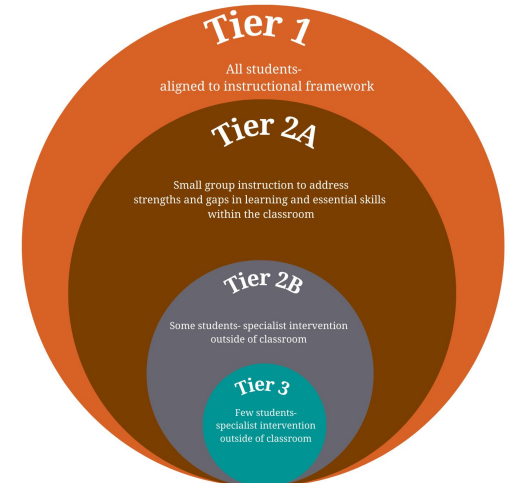 Tier 1
All students-
aligned to instructional framework
Tier 2A
Small group instruction to address
strengths and gaps in learning and essential skills
within the classroom
Tier 2B
Some students- specialist intervention
outside of classroom
Tier 3
Few students-
specialist intervention
outside of classroom